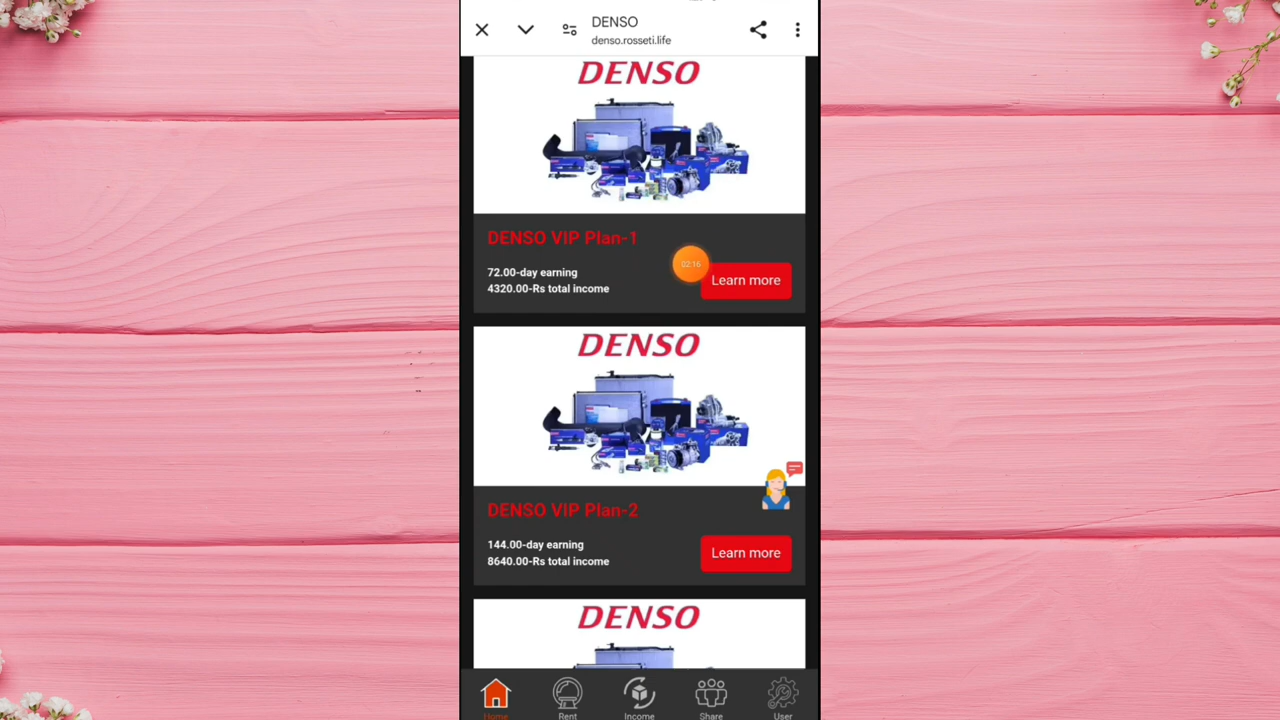 DENSO
denso.rosseti.life
DENSO
DENSO VIP Plan-1
72.00-day earning
4320.00-Rs total income
02:16
Learn more
DENSO
DENSO VIP Plan-2
144.00-day earning
8640.00-Rs total income
Learn more
DENSO
Home
Rent
Income
Share
User